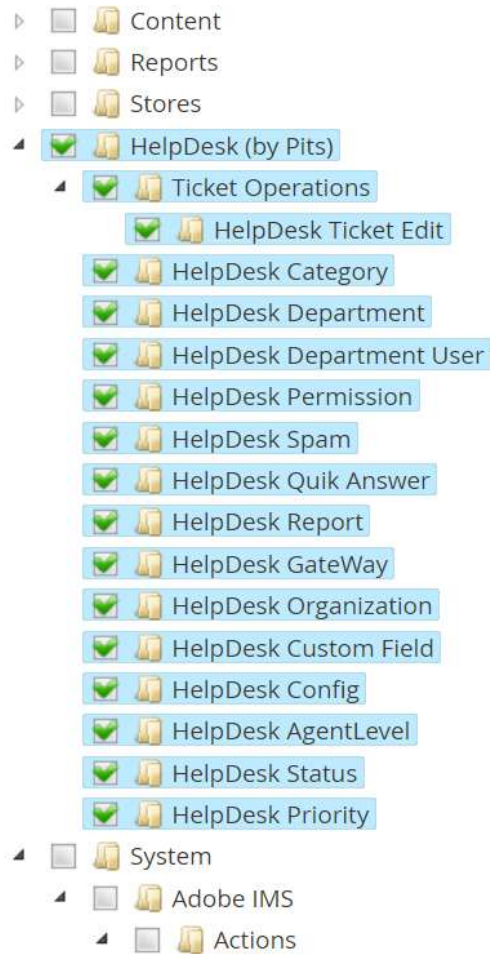 Content
Reports
Stores
HelpDesk (by Pits)
Ticket Operations
HelpDesk Ticket Edit
HelpDesk Category
HelpDesk Department
HelpDesk Department User
HelpDesk Permission
HelpDesk Spam
HelpDesk Quik Answer
HelpDesk Report
HelpDesk GateWay
HelpDesk Organization
HelpDesk Custom Field
HelpDesk Config
HelpDesk AgentLevel
HelpDesk Status
HelpDesk Priority
System
Adobe IMS
Actions